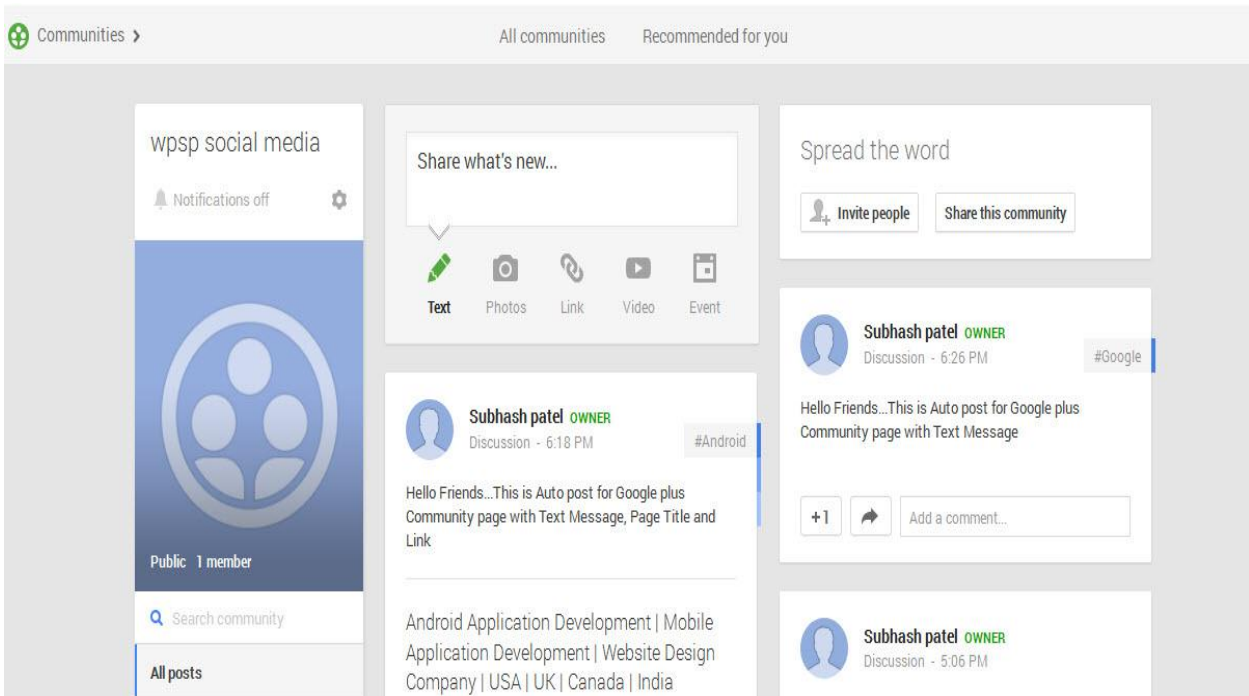 Communities >
All communities
Recommended for you
wpsp social media
Notifications off
Public 1 member
Search community
All posts
Share what's new...
Text
Photos
Link
Video
Event
Subhash patel OWNER
Discussion - 6:18 PM
#Android
Hello Friends...This is Auto post for Google plus
Community page with Text Message, Page Title and
Link
Android Application Development | Mobile
Application Development | Website Design
Company | USA | UK | Canada | India
Spread the word
Invite people
Share this community
Subhash patel OWNER
Discussion - 6:26 PM
#Google
Hello Friends...This is Auto post for Google plus
Community page with Text Message
+1
Add a comment...
Subhash patel OWNER
Discussion - 5:06 PM